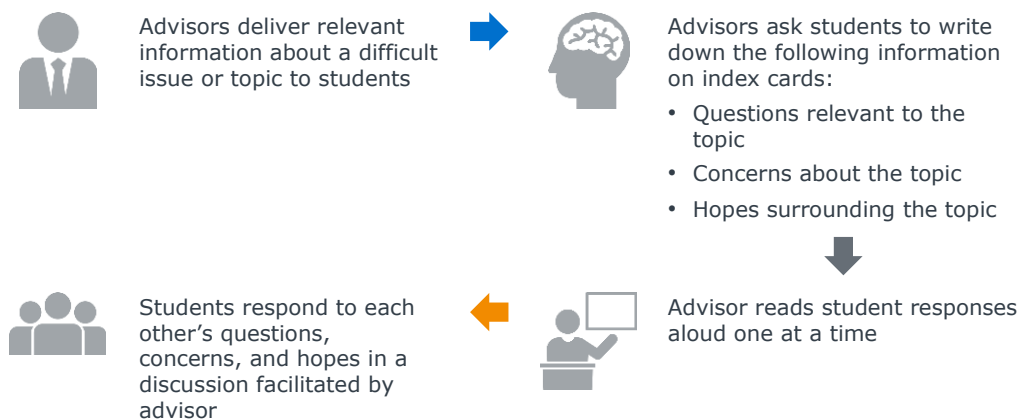 Advisors deliver relevant
information about a difficult
issue or topic to students
Advisors ask students to write
down the following information
on index cards:
• Questions relevant to the
topic
• Concerns about the topic
• Hopes surrounding the topic
Advisor reads student responses
aloud one at a time
Students respond to each
other’s questions,
concerns, and hopes in a
discussion facilitated by
advisor